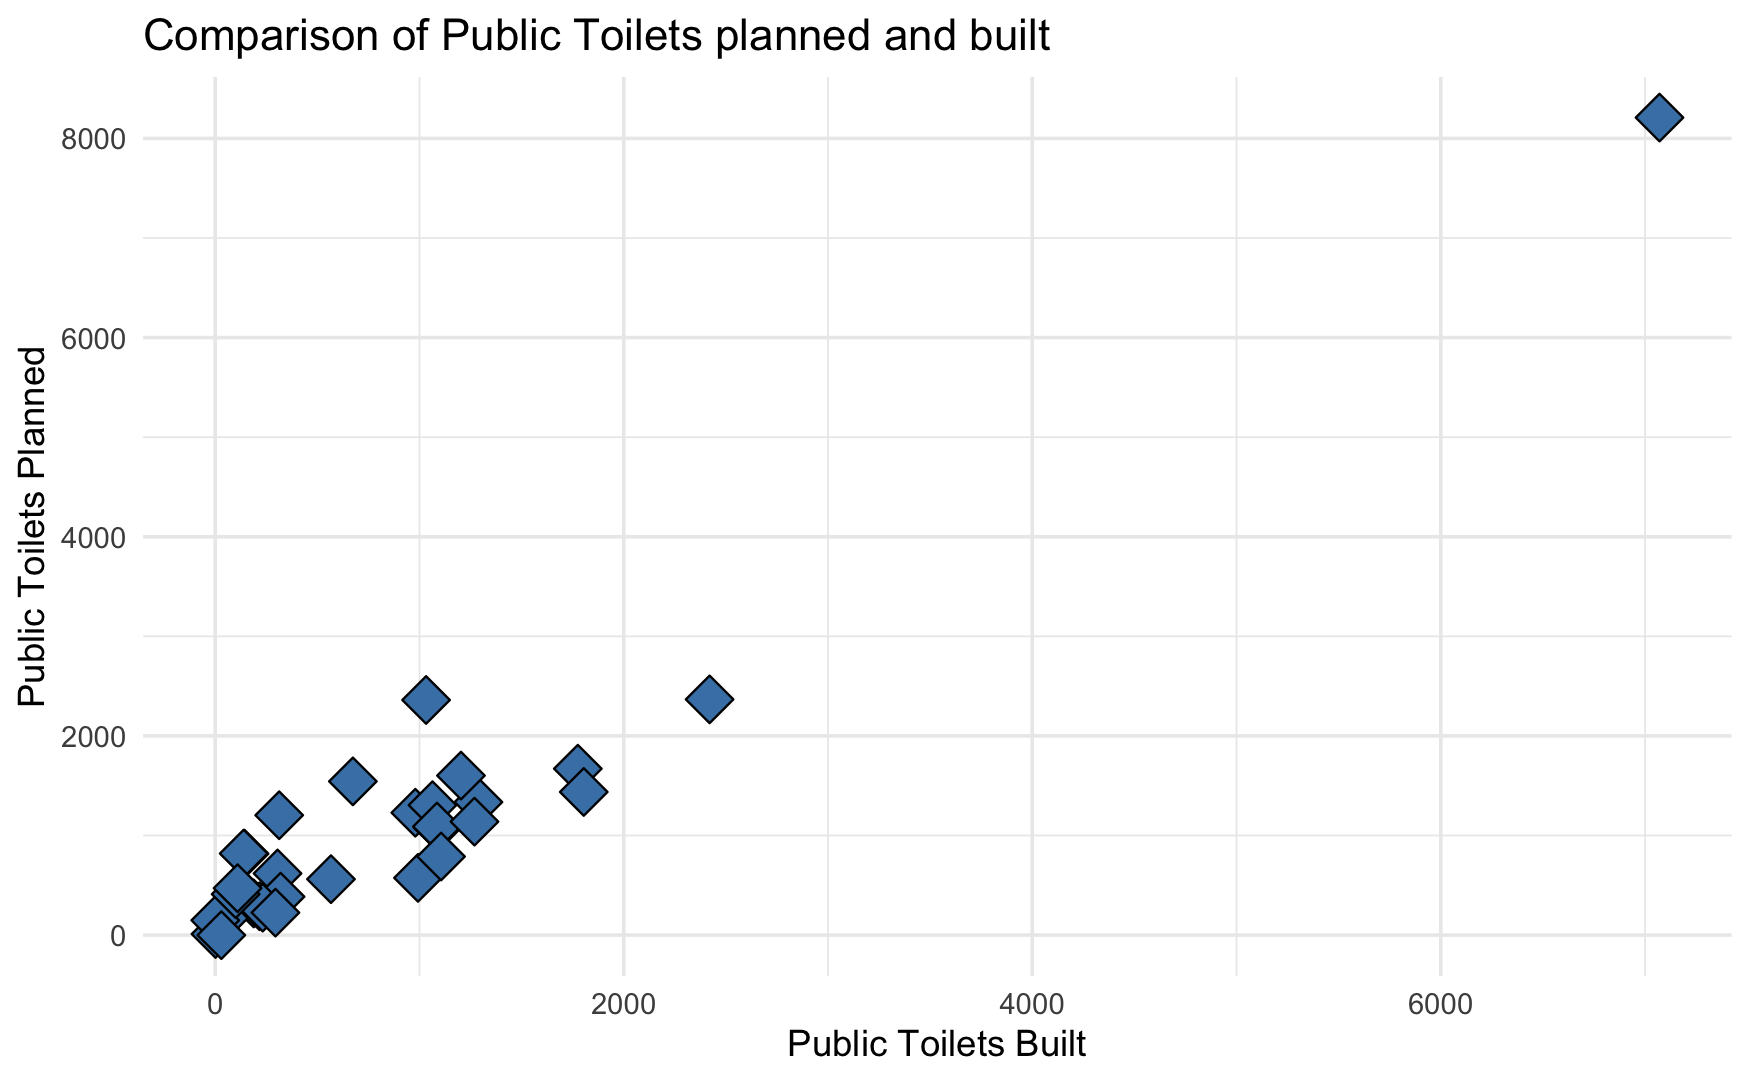 Comparison of Public Toilets planned and built
Public Toilets Planned
8000
6000
4000
2000
0
0 2000 4000 6000
Public Toilets Built